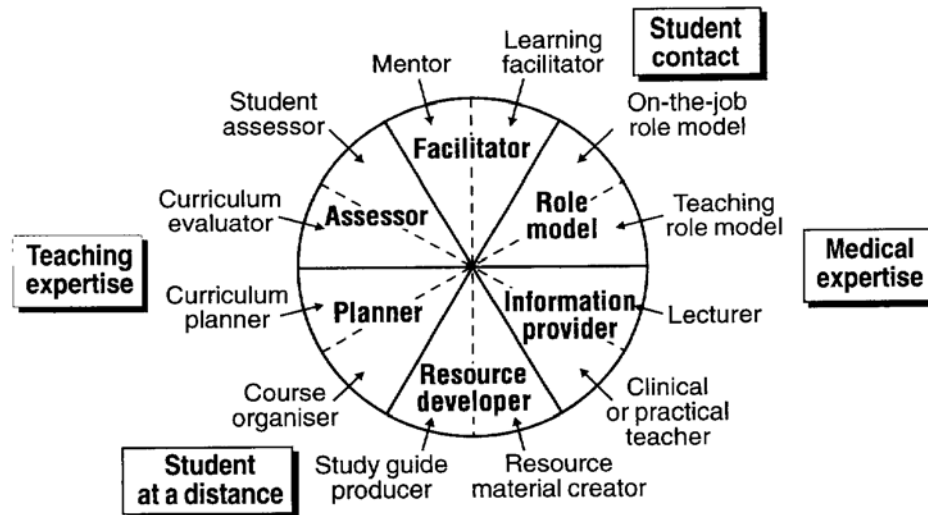 Student
contact
Learning
facilitator
Mentor
Student
assessor
On-the-job
role model
Facilitator
Curriculum
evaluator
Assessor
Role
model
Teaching
role model
Teaching
expertise
Medical
expertise
Curriculum
planner
Planner
Information
provider
Lecturer
Resource
developer
Course
organiser
Clinical
or practical
teacher
Student
at a distance
Study guide
producer
Resource
material creator